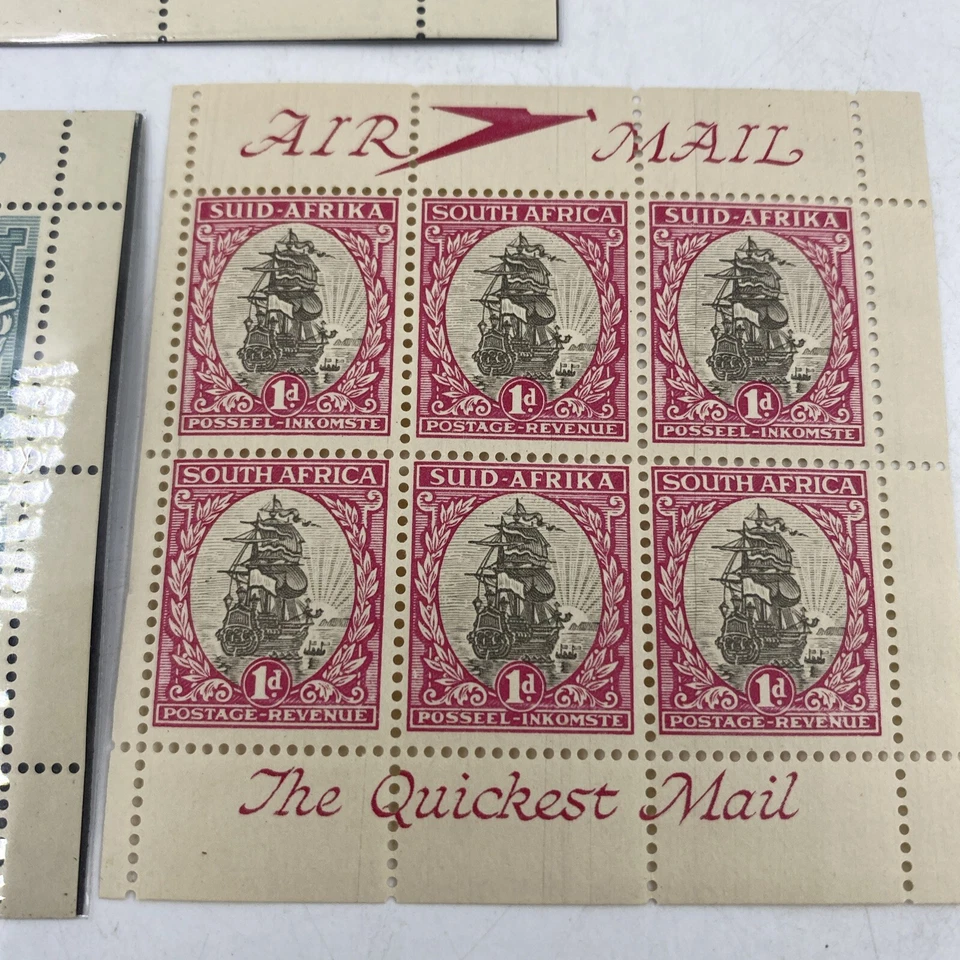 AIR MAIL
SUID-AFRIKA SOUTH AFRICA SUID-AFRIKA
1d 1d 1d
POSSEEL-INKOMSTE POSTAGE-REVENUE POSSEEL-INKOMSTE
SOUTH AFRICA SUID-AFRIKA SOUTH AFRICA
1d 1d 1d
POSTAGE-REVENUE POSSEEL-INKOMSTE POSTAGE-REVENUE
The Quickest Mail